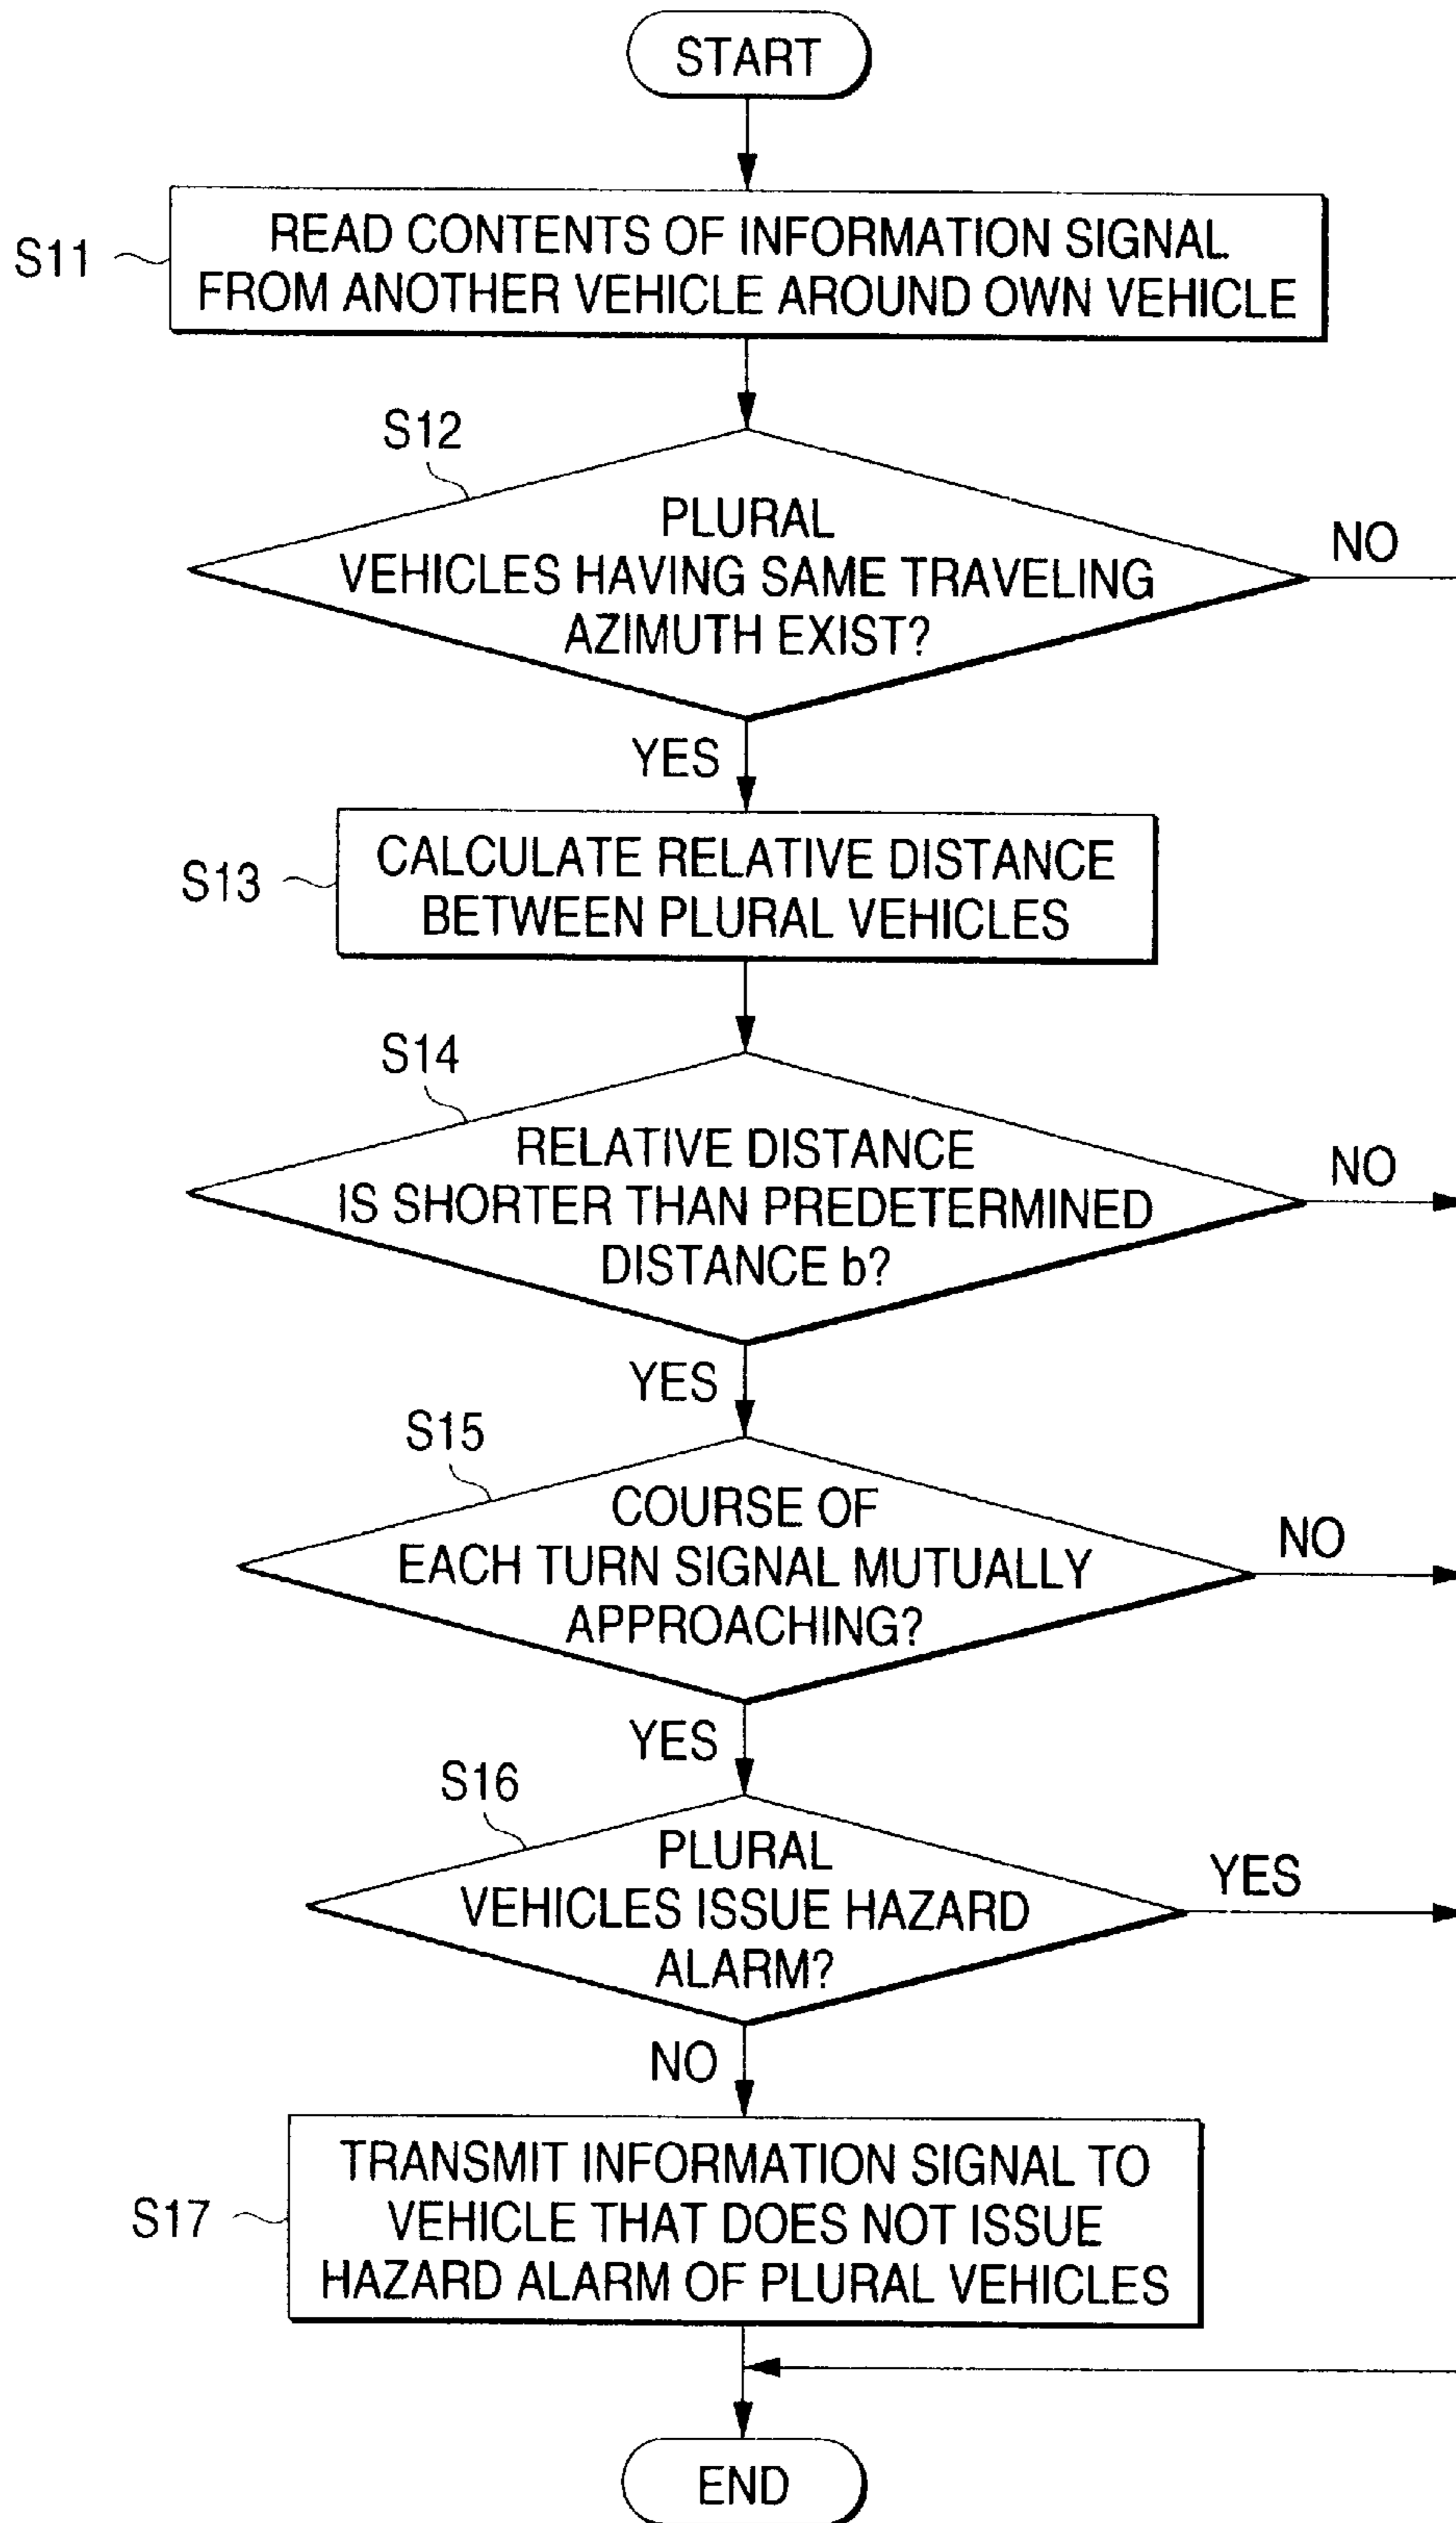 START
S11
READ CONTENTS OF INFORMATION SIGNAL
FROM ANOTHER VEHICLE AROUND OWN VEHICLE
S12
PLURAL
VEHICLES HAVING SAME TRAVELING
AZIMUTH EXIST?
NO
YES
S13
CALCULATE RELATIVE DISTANCE
BETWEEN PLURAL VEHICLES
S14
RELATIVE DISTANCE
IS SHORTER THAN PREDETERMINED
DISTANCE b?
NO
YES
S15
COURSE OF
EACH TURN SIGNAL MUTUALLY
APPROACHING?
NO
YES
S16
PLURAL
VEHICLES ISSUE HAZARD
ALARM?
YES
NO
S17
TRANSMIT INFORMATION SIGNAL TO
VEHICLE THAT DOES NOT ISSUE
HAZARD ALARM OF PLURAL VEHICLES
END